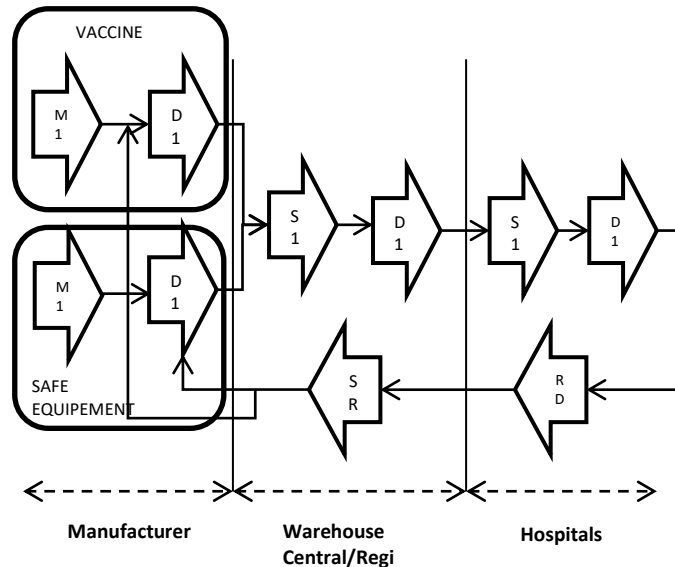 VACCINE
M
1
D
1
S
1
D
1
S
1
D
1
M
1
D
1
SAFE
EQUIPEMENT
S
R
R
D
Manufacturer
Warehouse
Central/Regi
Hospitals